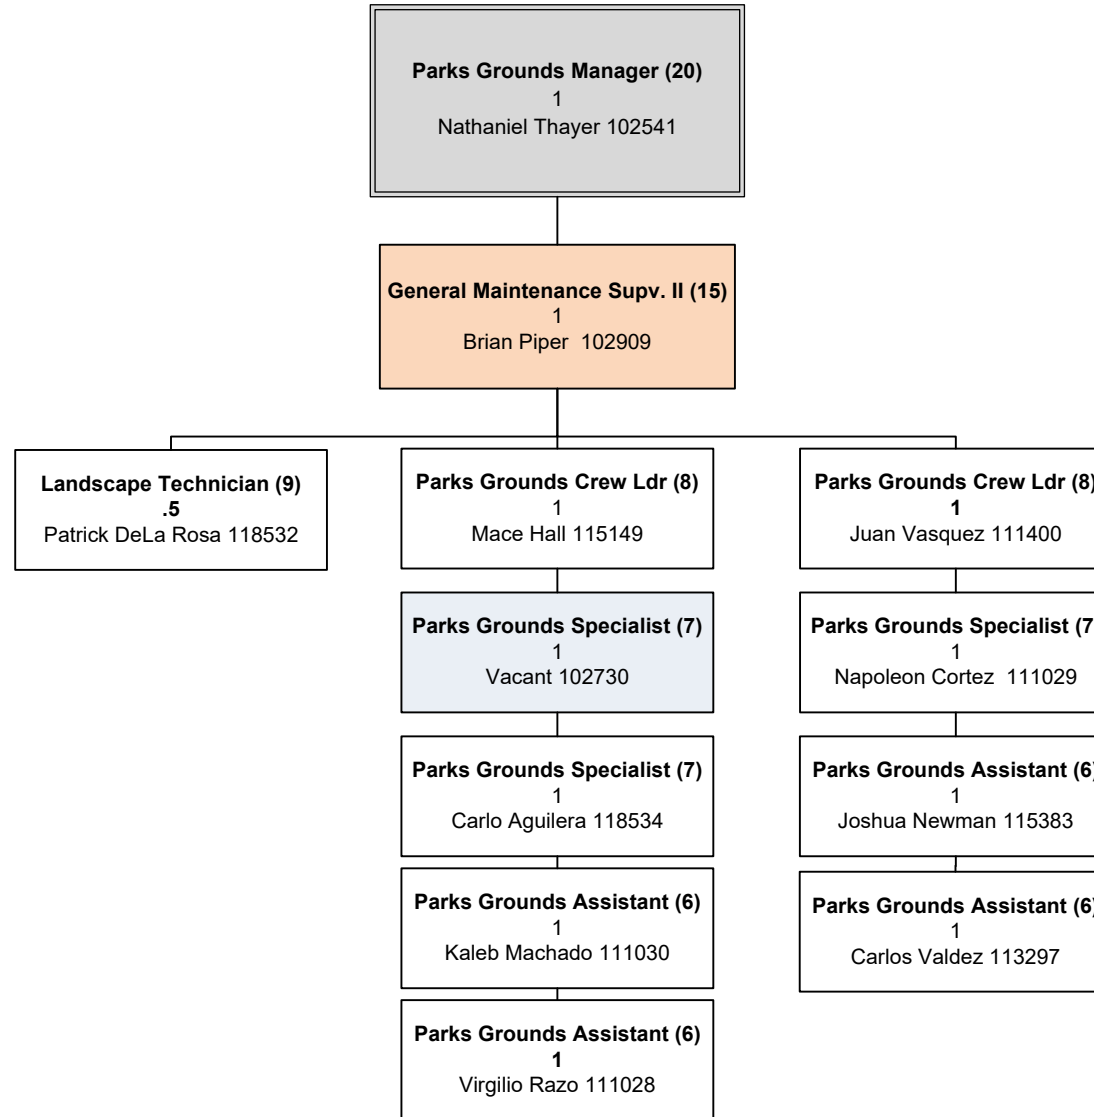 Parks Grounds Manager (20)
1
Nathaniel Thayer 102541
General Maintenance Supv. II (15)
1
Brian Piper  102909
Landscape Technician (9)
.5
Patrick DeLa Rosa 118532
Parks Grounds Crew Ldr (8)
1
Mace Hall 115149
Parks Grounds Specialist (7)
1
Vacant 102730
Parks Grounds Specialist (7)
1
Carlo Aguilera 118534
Parks Grounds Assistant (6)
1
Kaleb Machado 111030
Parks Grounds Assistant (6)
1
Virgilio Razo 111028
Parks Grounds Crew Ldr (8)
1
Juan Vasquez 111400
Parks Grounds Specialist (7
1
Napoleon Cortez  111029
Parks Grounds Assistant (6)
1
Joshua Newman 115383
Parks Grounds Assistant (6)
1
Carlos Valdez 113297